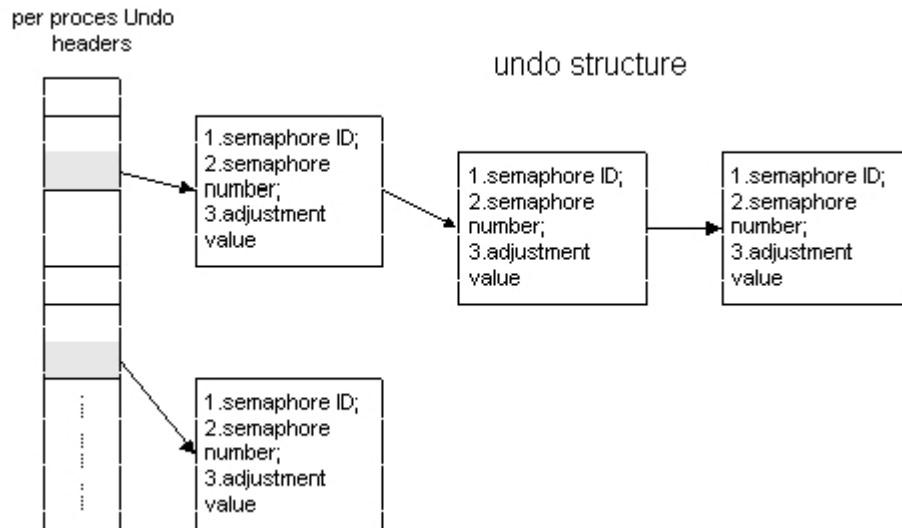 per proces Undo
headers
undo structure
1.semaphore ID;
2.semaphore
number;
3.adjustment
value
1.semaphore ID;
2.semaphore
number;
3.adjustment
value
1.semaphore ID;
2.semaphore
number;
3.adjustment
value
1.semaphore ID;
2.semaphore
number;
3.adjustment
value